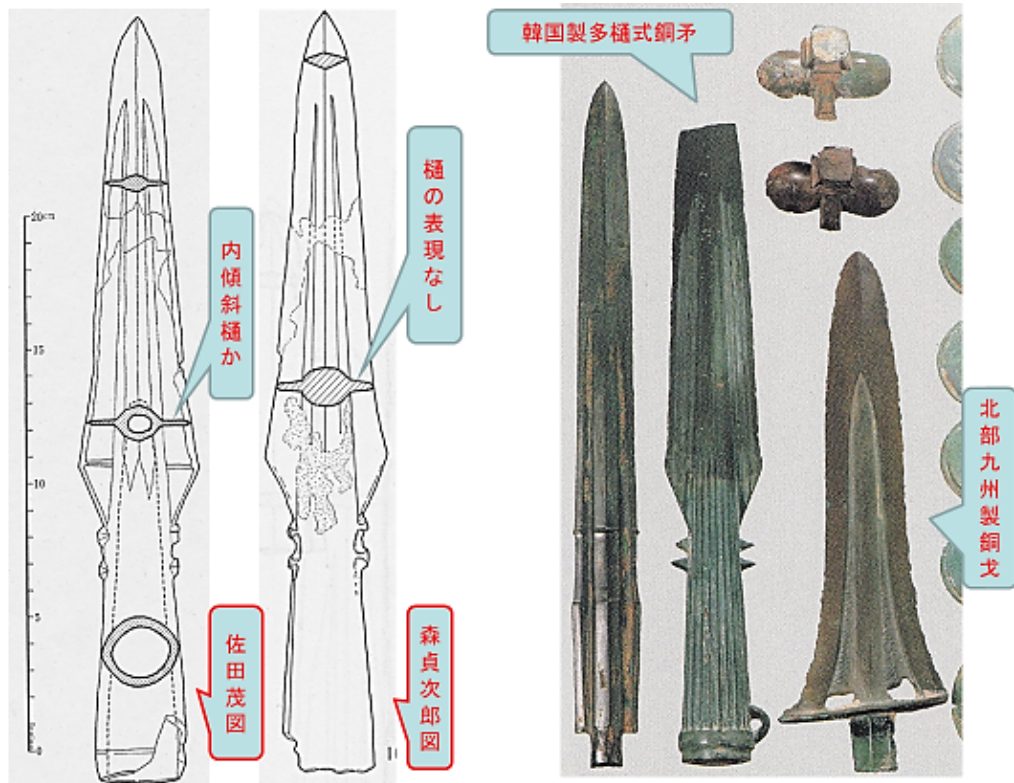 韓国製多樋式銅矛
樋の表現なし
内傾斜樋か
北部九州製銅戈
佐田茂図
森貞次郎図
20cm
15
10
5
0